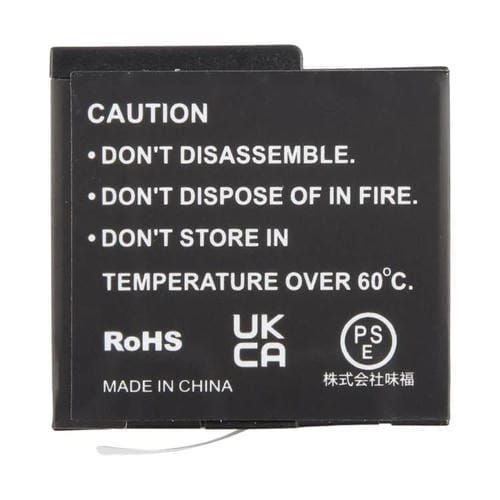 CAUTION
• DON'T DISASSEMBLE.
• DON'T DISPOSE OF IN FIRE.
• DON'T STORE IN
TEMPERATURE OVER 60°C.
RoHS
UK
CA
PS
E
MADE IN CHINA
株式会社味福